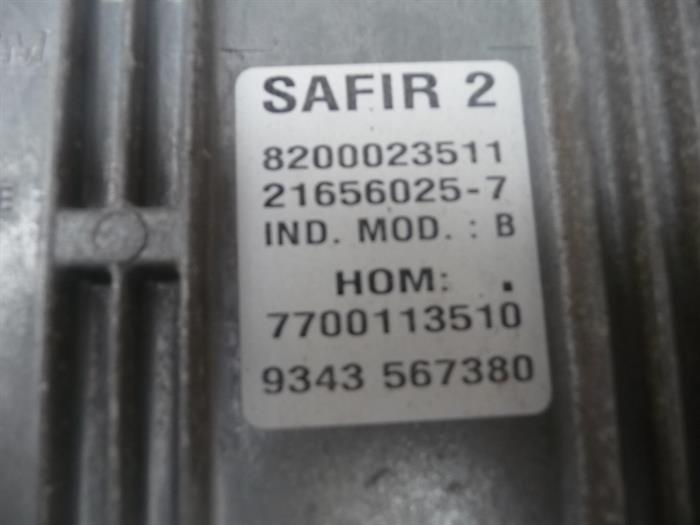 SAFIR 2
8200023511
21656025-7
IND. MOD. : B
HOM: .
7700113510
9343 567380